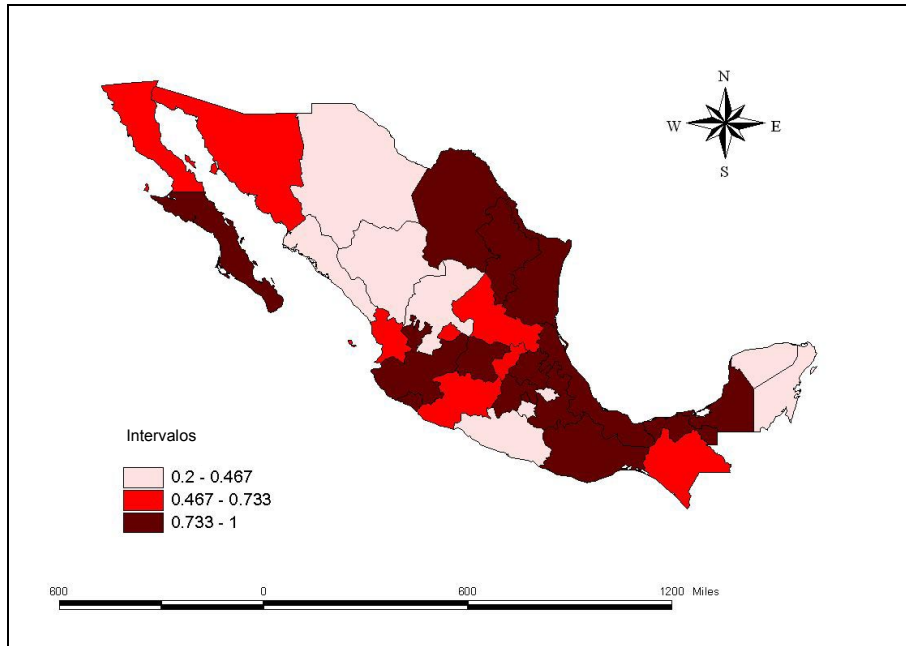 N
W E
S
Intervalos
0.2 - 0.467
0.467 - 0.733
0.733 - 1
600 0 600 1200 Miles